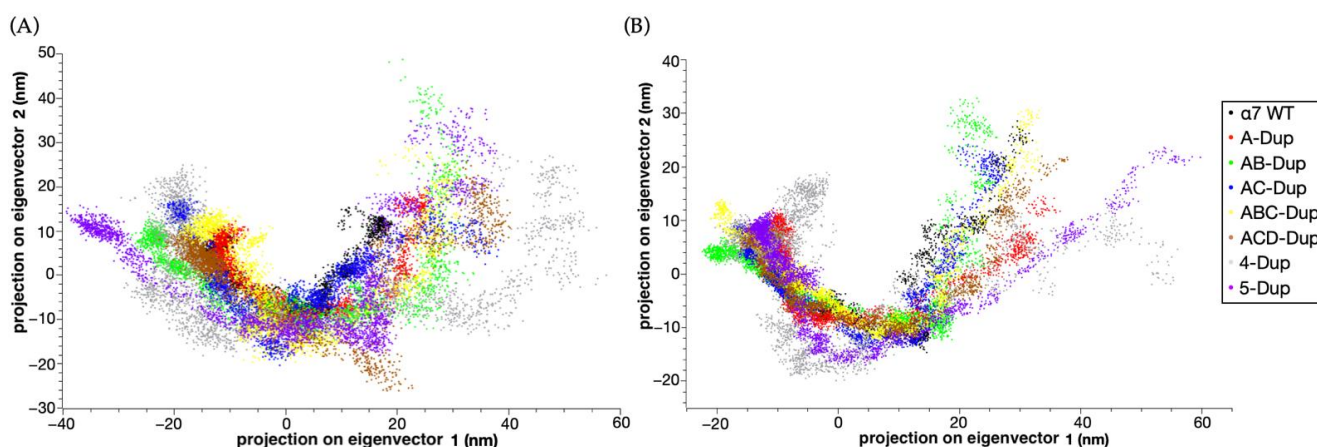 (A)
projection on eigenvector 2 (nm)
50
40
30
20
10
0
−10
−20
−30
−40
−20
0
20
40
60
projection on eigenvector 1 (nm)
(B)
projection on eigenvector 2 (nm)
40
30
20
10
0
−10
−20
−20
0
20
40
60
projection on eigenvector 1 (nm)
α7 WT
A-Dup
AB-Dup
AC-Dup
ABC-Dup
ACD-Dup
4-Dup
5-Dup